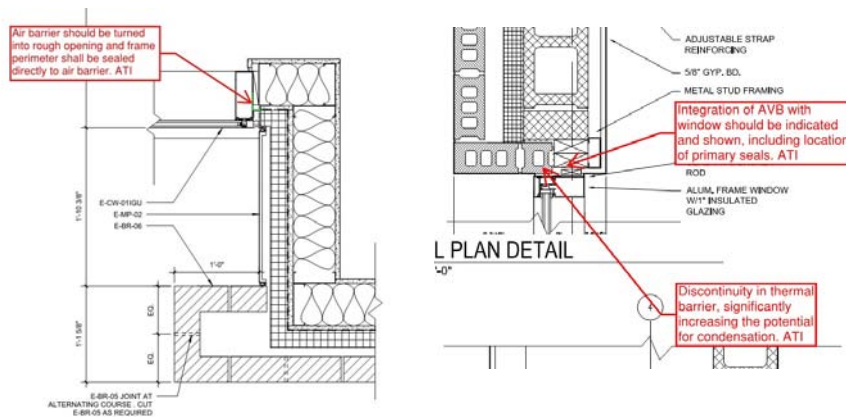 Air barrier should be turned
into rough opening and frame
perimeter shall be sealed
directly to air barrier. ATI
1'-10 3/8"
E-CW-01IGU
E-MP-02
E-BR-06
1'-0"
1'-1 5/8"
EQ.
EQ.
E-BR-05 JOINT AT
ALTERNATING COURSE . CUT
E-BR-05 AS REQUIRED
ADJUSTABLE STRAP
REINFORCING
5/8" GYP. BD.
METAL STUD FRAMING
Integration of AVB with
window should be indicated
and shown, including location
of primary seals. ATI
ROD
ALUM. FRAME WINDOW
W/1" INSULATED
GLAZING
L PLAN DETAIL
'-0"
Discontinuity in thermal
barrier, significantly
increasing the potential
for condensation. ATI
4